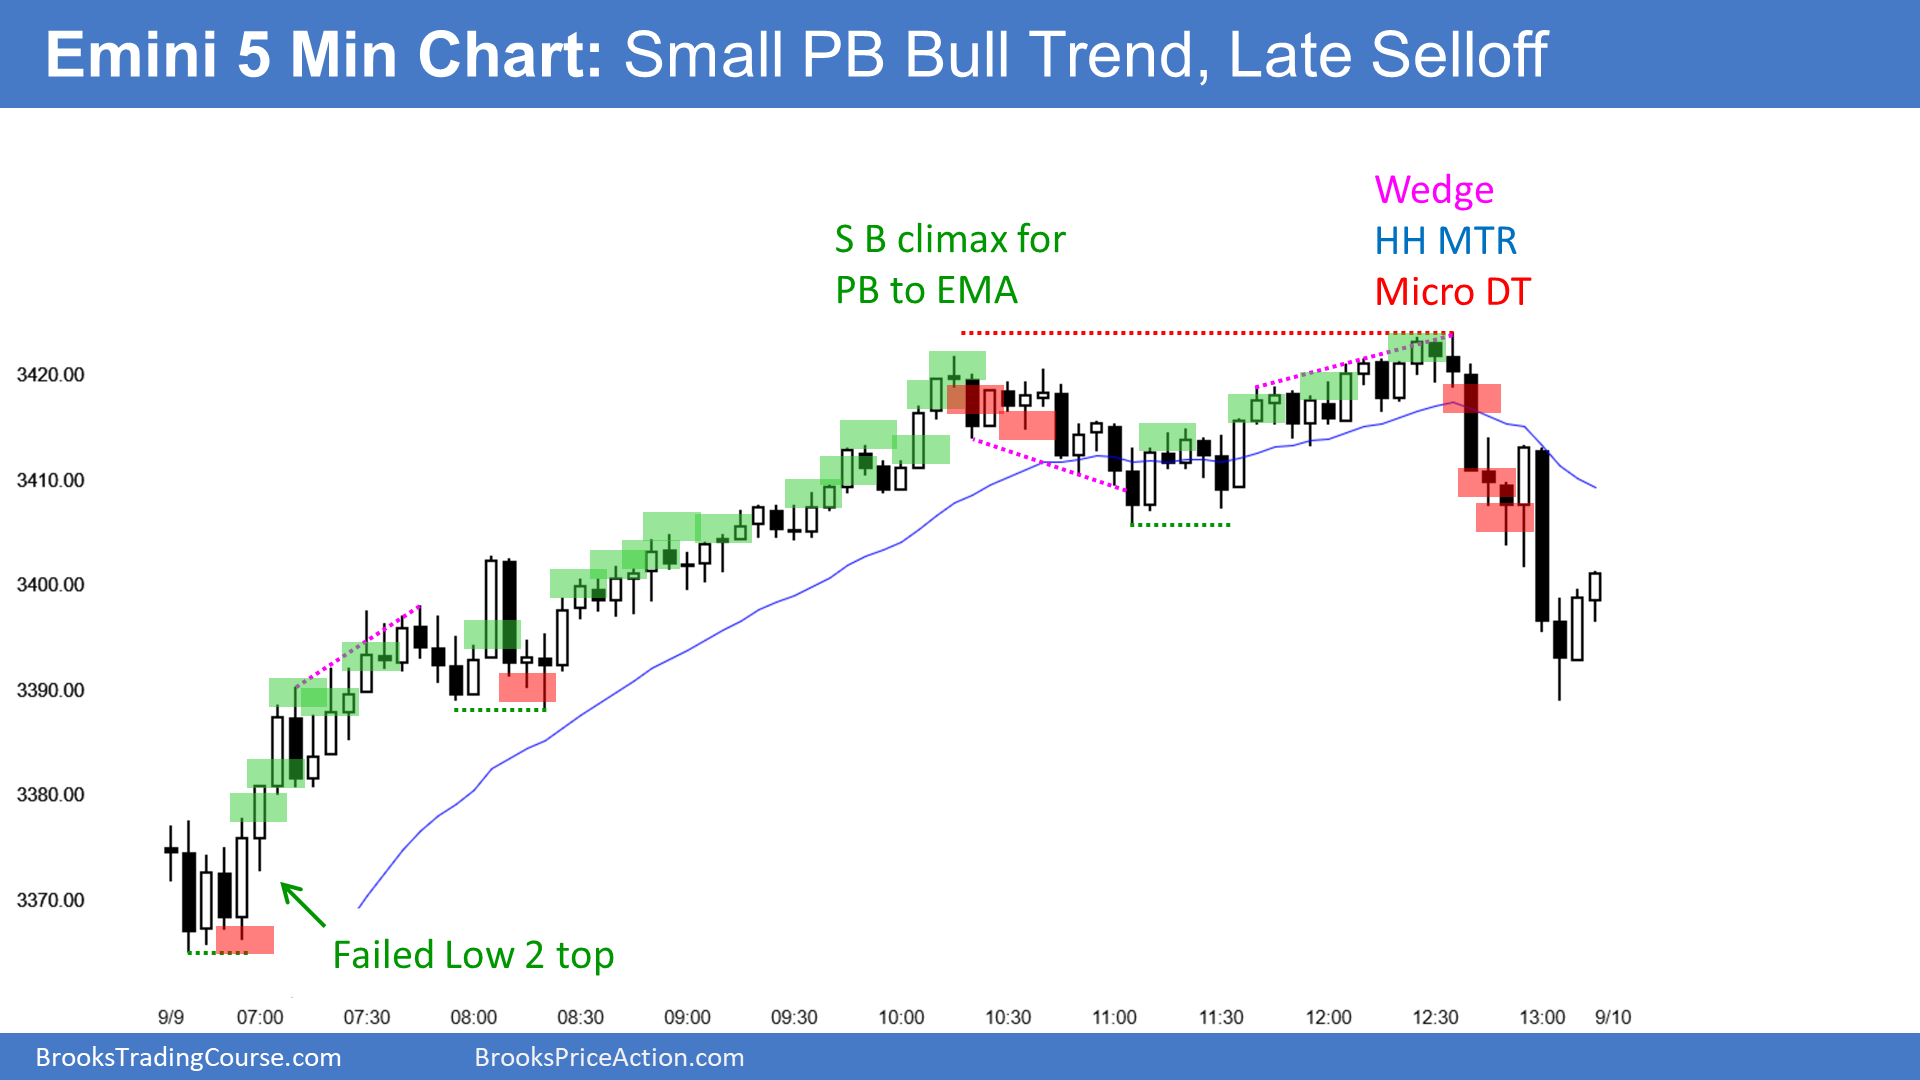 Emini 5 Min Chart: Small PB Bull Trend, Late Selloff
Wedge
HH MTR
Micro DT
S B climax for
PB to EMA
3420.00
3410.00
3400.00
3390.00
3380.00
3370.00
Failed Low 2 top
9/9 07:00 07:30 08:00 08:30 09:00 09:30 10:00 10:30 11:00 11:30 12:00 12:30 13:00 9/10
BrooksTradingCourse.com BrooksPriceAction.com